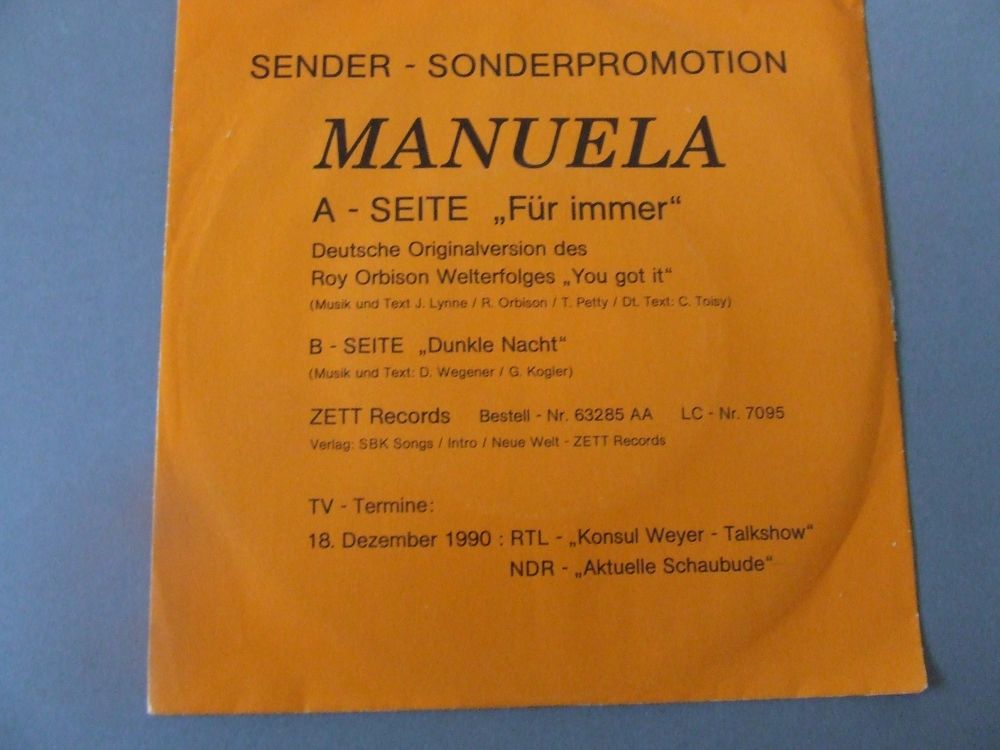 SENDER - SONDERPROMOTION
MANUELA
A - SEITE „Für immer“
Deutsche Originalversion des
Roy Orbison Welterfolges „You got it“
(Musik und Text J. Lynne / R. Orbison / T. Petty / Dt. Text: C. Toisy)
B - SEITE „Dunkle Nacht“
(Musik und Text: D. Wegener / G. Kogler)
ZETT Records Bestell - Nr. 63285 AA LC - Nr. 7095
Verlag: SBK Songs / Intro / Neue Welt - ZETT Records
TV - Termine:
18. Dezember 1990 : RTL - „Konsul Weyer - Talkshow“
NDR - „Aktuelle Schaubude“